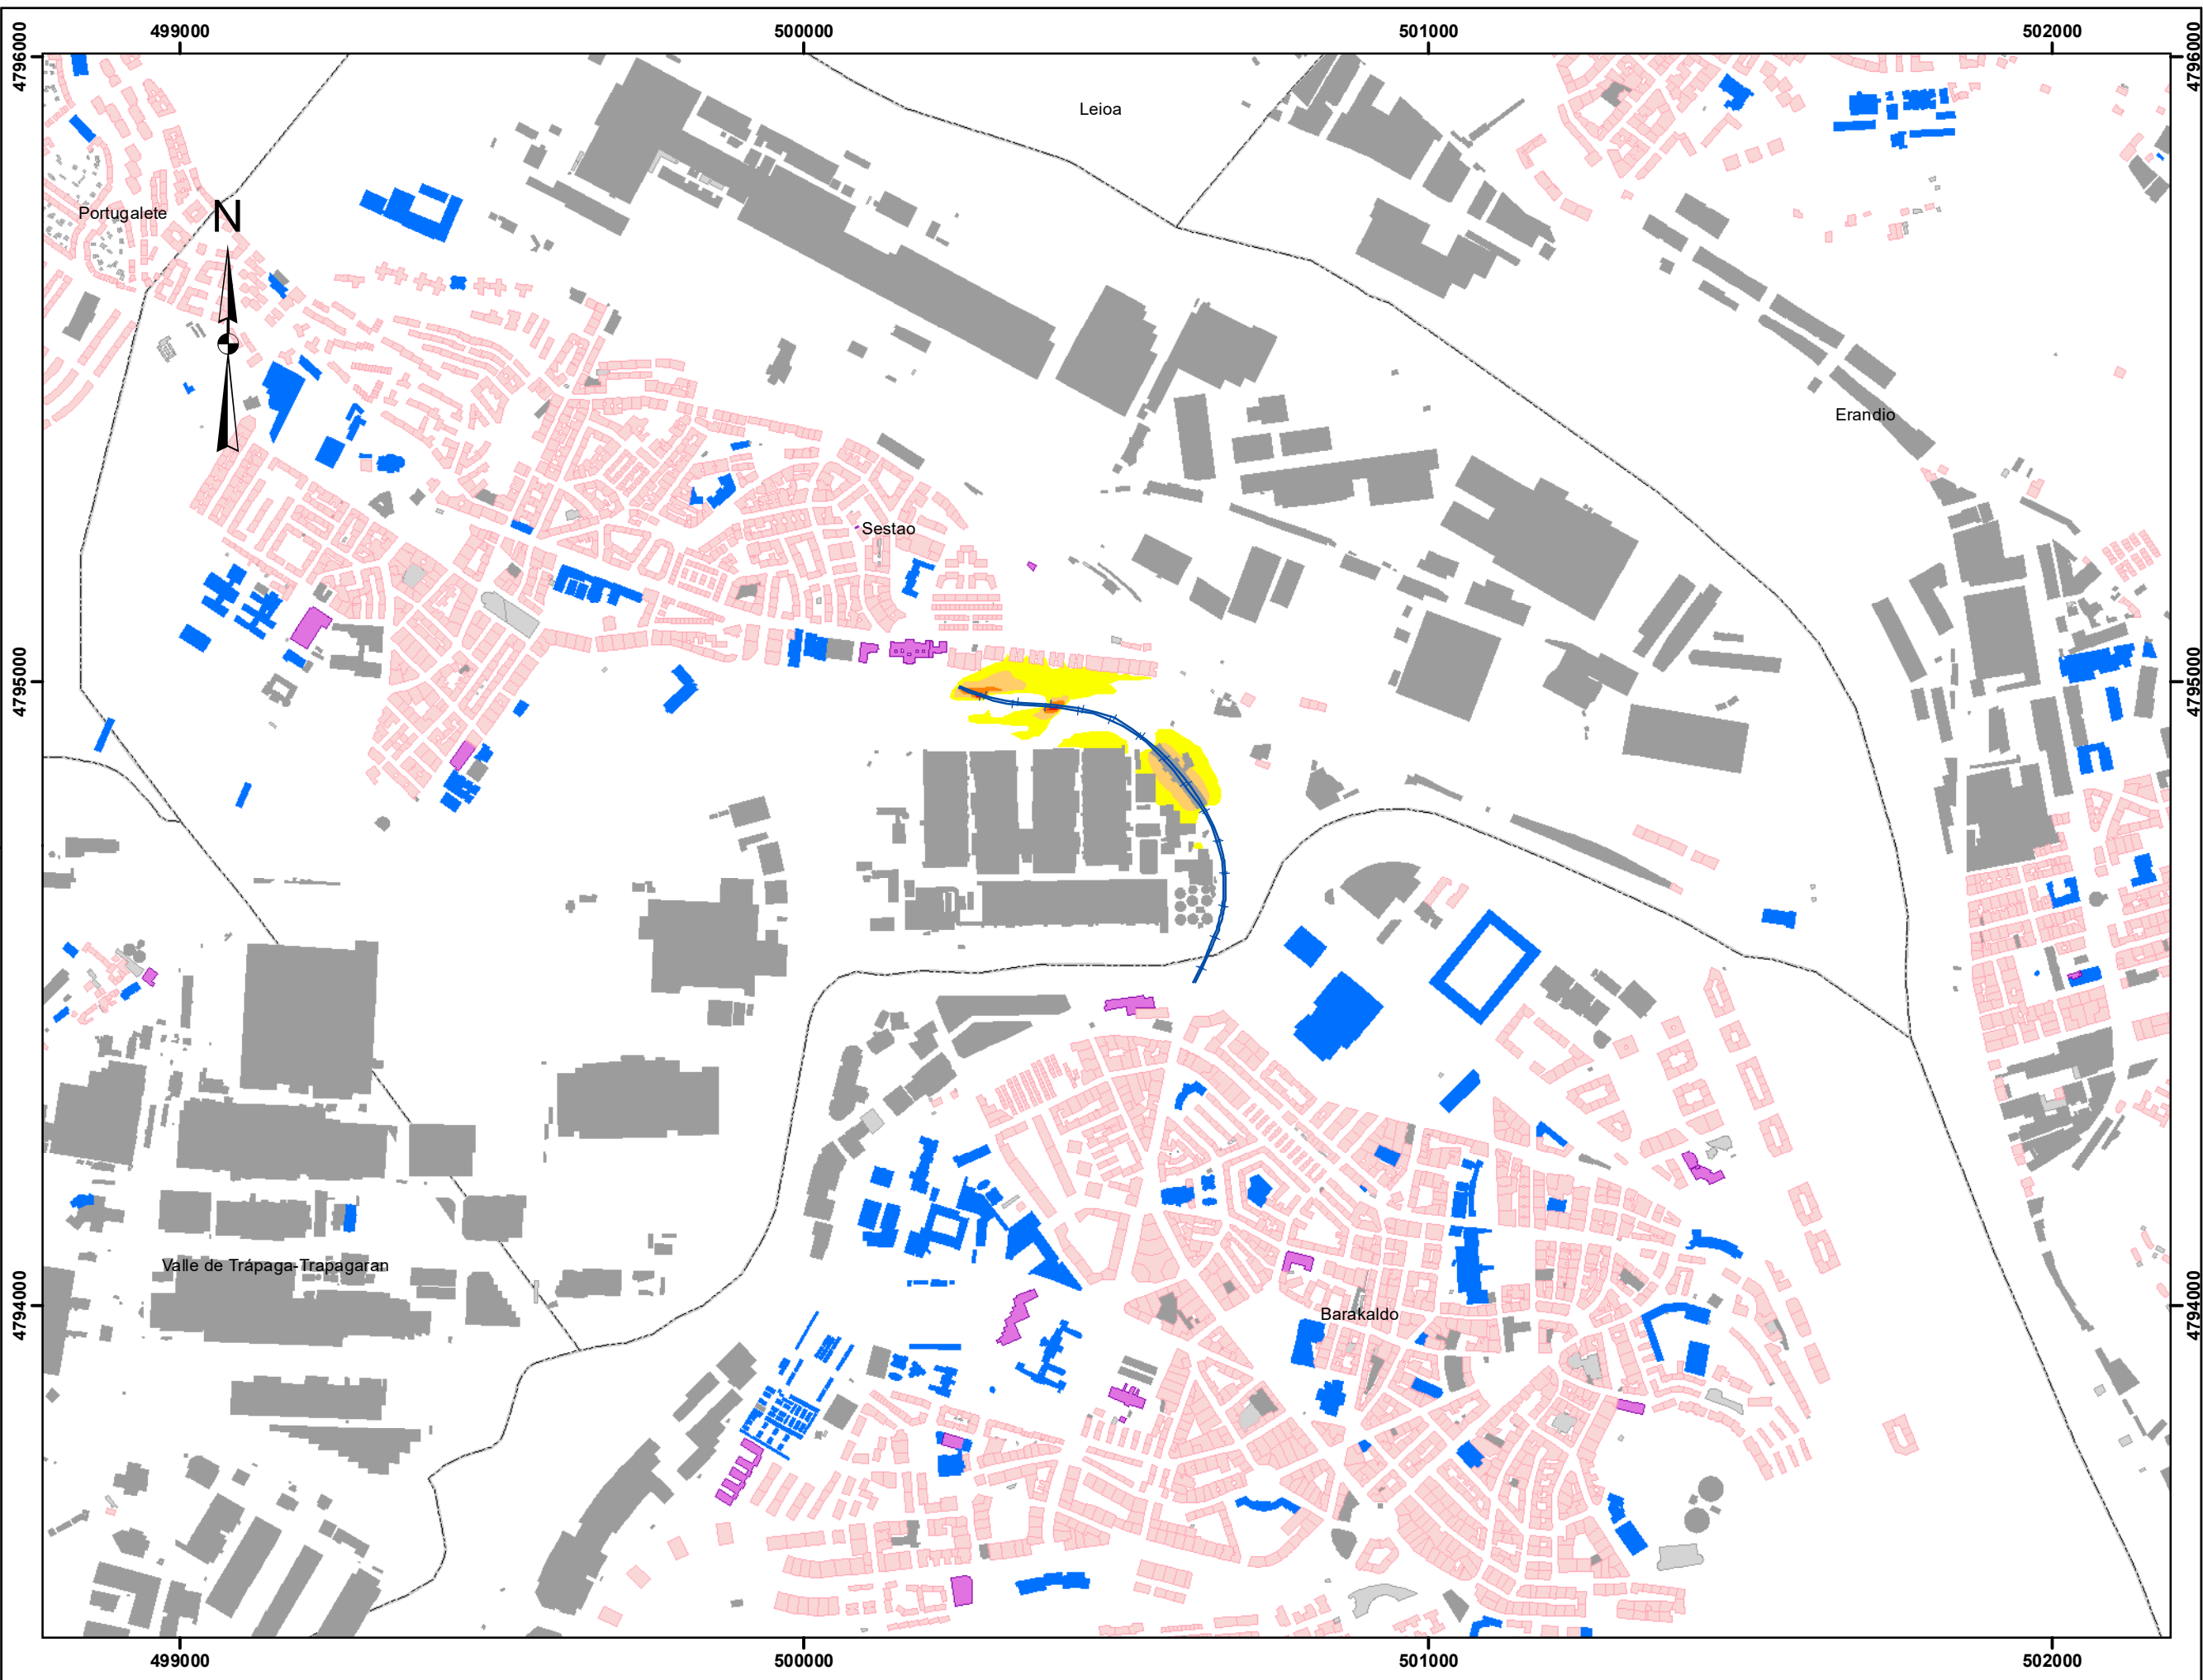 499000 500000 501000 502000
4796000 4796000
Leioa
Portugalete
N
Erandio
Sestao
4795000 4795000
Valle de Trápaga-Trapagaran
4794000 4794000
Barakaldo
499000 500000 501000 502000